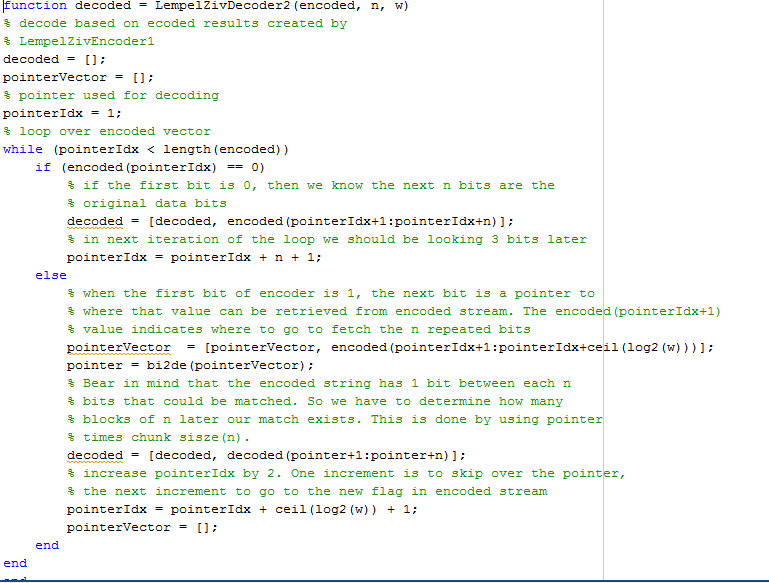 function decoded = LempelZivDecoder2(encoded, n, w)
% decode based on ecoded results created by
% LempelZivEncoder1
decoded = [];
pointerVector = [];
% pointer used for decoding
pointerIdx = 1;
% loop over encoded vector
while (pointerIdx < length(encoded))
    if (encoded(pointerIdx) == 0)
        % if the first bit is 0, then we know the next n bits are the
        % original data bits
        decoded = [decoded, encoded(pointerIdx+1:pointerIdx+n)];
        % in next iteration of the loop we should be looking 3 bits later
        pointerIdx = pointerIdx + n + 1;
    else
        % when the first bit of encoder is 1, the next bit is a pointer to
        % where that value can be retrieved from encoded stream. The encoded(pointerIdx+1)
        % value indicates where to go to fetch the n repeated bits
        pointerVector  = [pointerVector, encoded(pointerIdx+1:pointerIdx+ceil(log2(w)))];
        pointer = bi2de(pointerVector);
        % Bear in mind that the encoded string has 1 bit between each n
        % bits that could be matched. So we have to determine how many
        % blocks of n later our match exists. This is done by using pointer
        % times chunk sisze(n).
        decoded = [decoded, decoded(pointer+1:pointer+n)];
        % increase pointerIdx by 2. One increment is to skip over the pointer,
        % the next increment to go to the new flag in encoded stream
        pointerIdx = pointerIdx + ceil(log2(w)) + 1;
        pointerVector = [];
    end
end